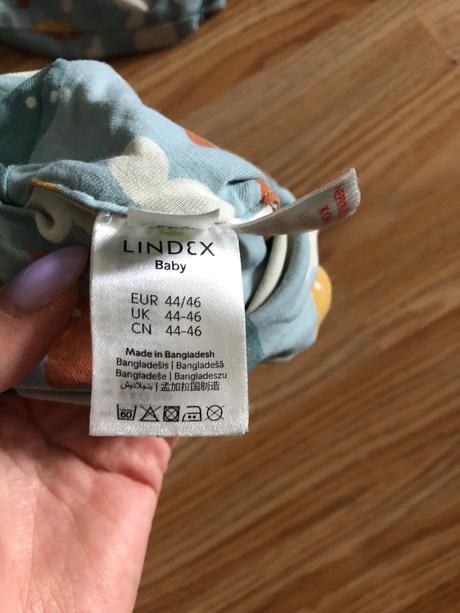 LINDEX
Baby
EUR 44/46
UK 44-46
CN 44-46
Made in Bangladesh
Bangladešis | Bangladešā
Bangladeše | Bangladeszu
بنجلاديش | 孟加拉国制造
60